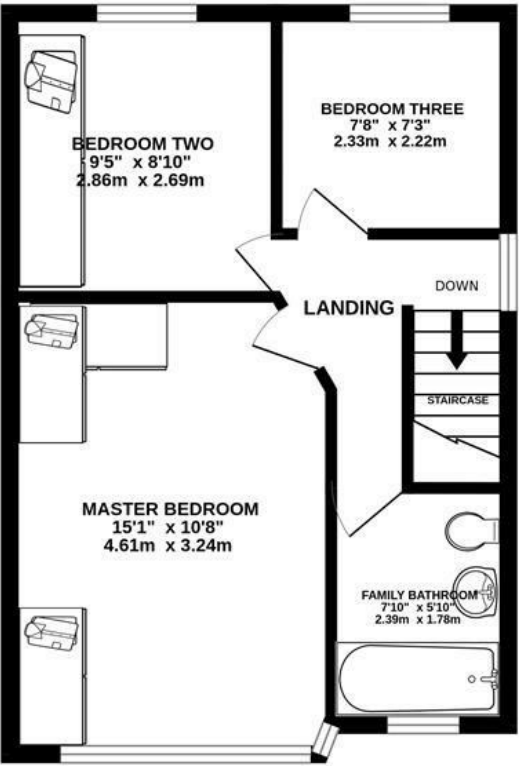 BEDROOM TWO
9'5" x 8'10"
2.86m x 2.69m
BEDROOM THREE
7'8" x 7'3"
2.33m x 2.22m
DOWN
LANDING
STAIRCASE
MASTER BEDROOM
15'1" x 10'8"
4.61m x 3.24m
FAMILY BATHROOM
7'10" x 5'10"
2.39m x 1.78m